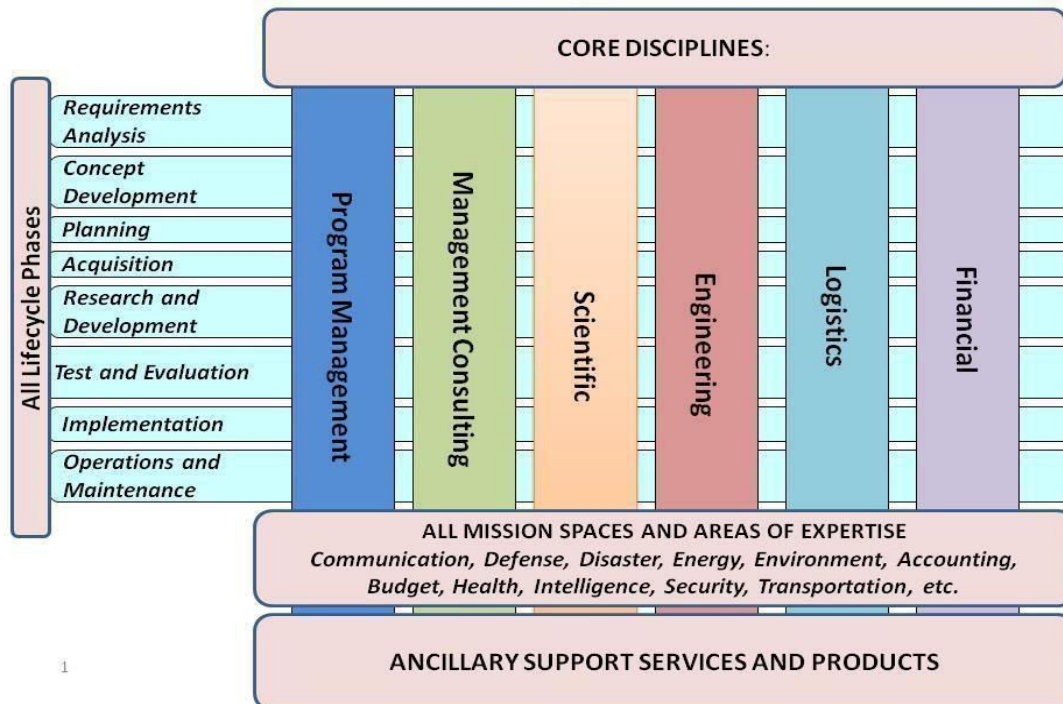 CORE DISCIPLINES:
All Lifecycle Phases
Requirements
Analysis
Concept
Development
Planning
Acquisition
Research and
Development
Test and Evaluation
Implementation
Operations and
Maintenance
Program Management
Management Consulting
Scientific
Engineering
Logistics
Financial
ALL MISSION SPACES AND AREAS OF EXPERTISE
Communication, Defense, Disaster, Energy, Environment, Accounting,
Budget, Health, Intelligence, Security, Transportation, etc.
ANCILLARY SUPPORT SERVICES AND PRODUCTS
1